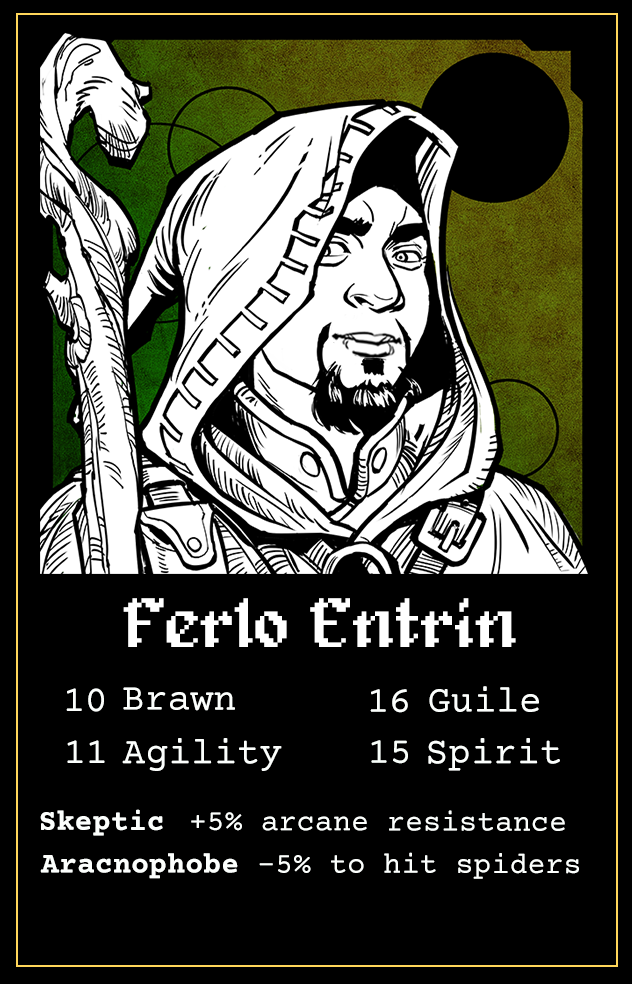 Ferlo Entrin
10 Brawn 16 Guile
11 Agility 15 Spirit
Skeptic +5% arcane resistance
Aracnophobe -5% to hit spiders